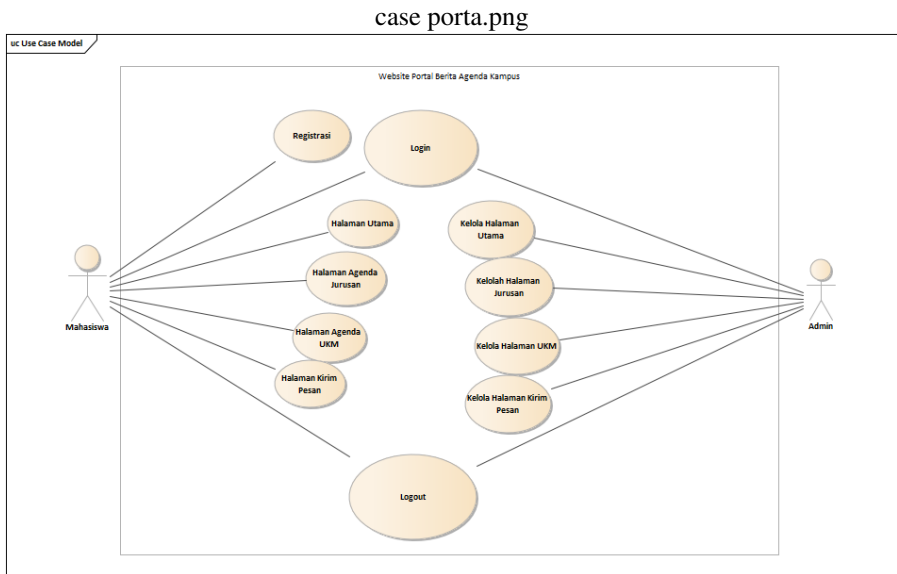 case porta.png
uc Use Case Model
Website Portal Berita Agenda Kampus
Registrasi
Login
Halaman Utama
Kelola Halaman
Utama
Halaman Agenda
Jurusan
Kelolah Halaman
Jurusan
Mahasiswa
Admin
Halaman Agenda
UKM
Kelola Halaman UKM
Halaman Kirim
Pesan
Kelola Halaman Kirim
Pesan
Logout